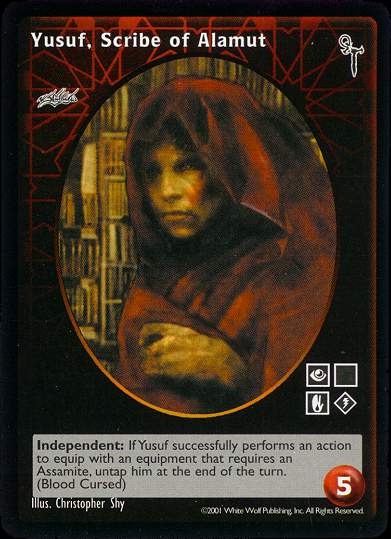 Yusuf, Scribe of Alamut
Independent: If Yusuf successfully performs an action
to equip with an equipment that requires an
Assamite, untap him at the end of the turn.
(Blood Cursed)
5
Illus. Christopher Shy
©2001 White Wolf Publishing, Inc. All Rights Reserved.